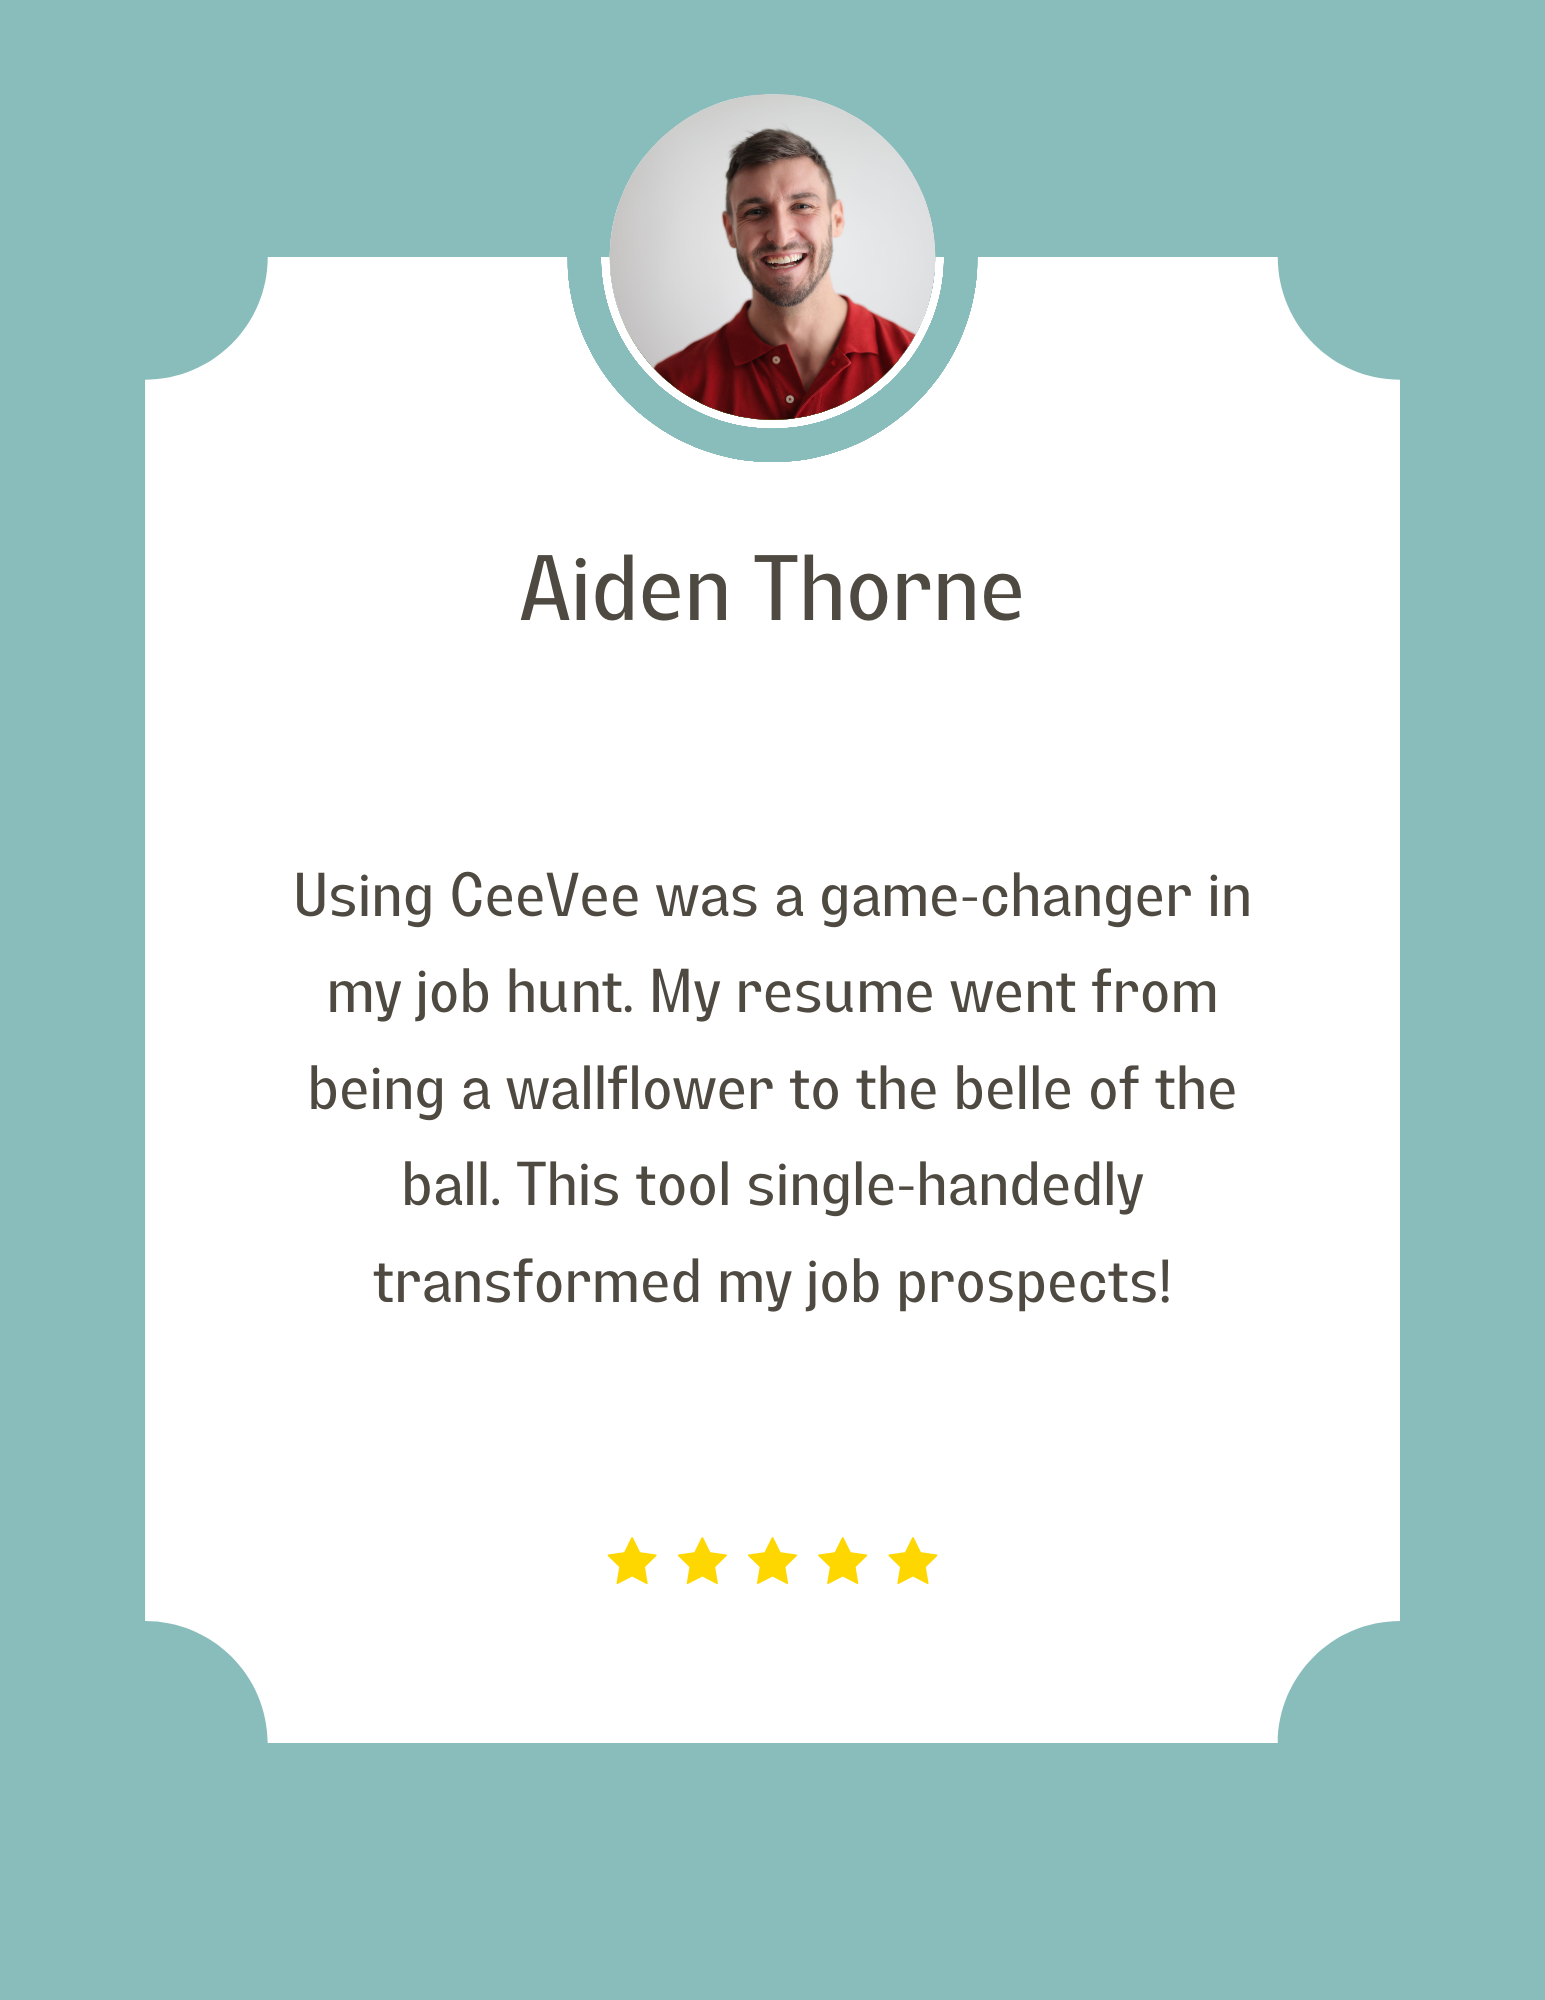 Aiden Thorne
Using CeeVee was a game-changer in
my job hunt. My resume went from
being a wallflower to the belle of the
ball. This tool single-handedly
transformed my job prospects!